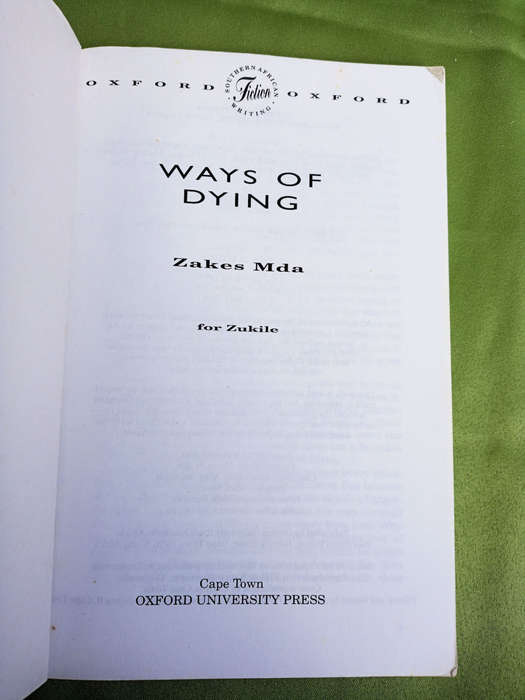 OXFORD SOUTHERN AFRICAN Fiction WRITING OXFORD
WAYS OF
DYING
Zakes Mda
for Zukile
Cape Town
OXFORD UNIVERSITY PRESS